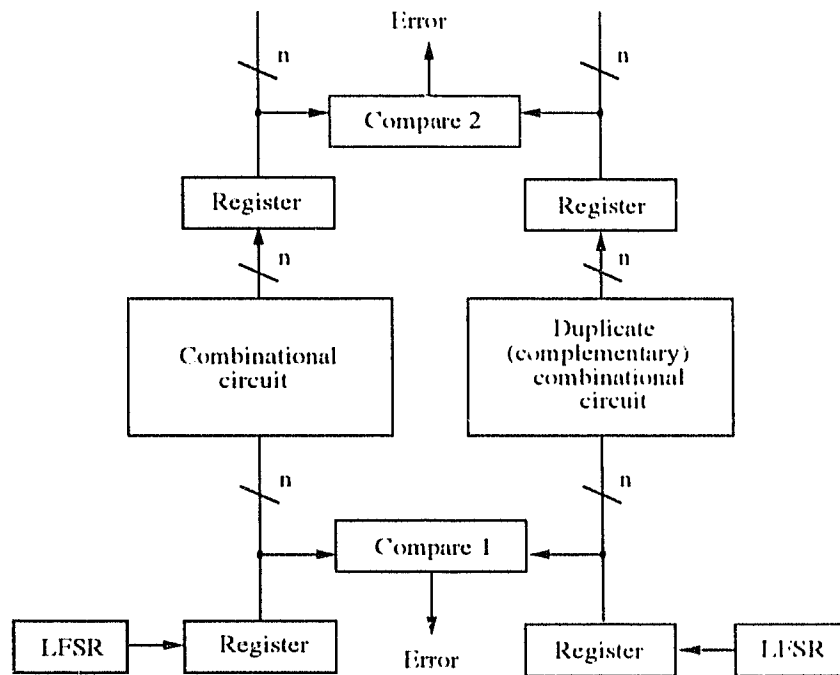 Error
n
n
Compare 2
Register
Register
n
n
Combinational
circuit
Duplicate
(complementary)
combinational
circuit
n
n
Compare 1
LFSR
Register
Error
Register
LFSR